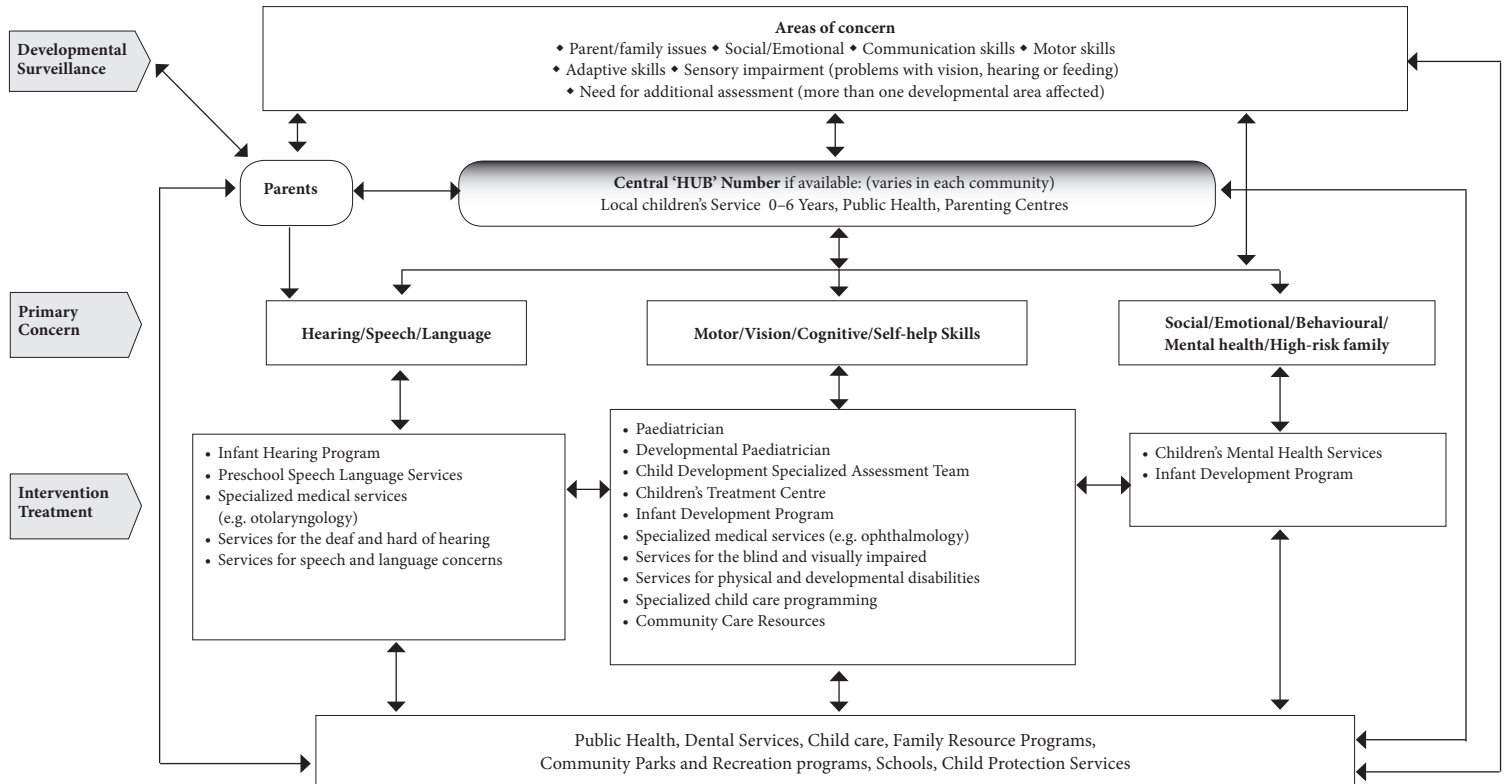 Areas of concern
◆ Parent/family issues ◆ Social/Emotional ◆ Communication skills ◆ Motor skills
◆ Adaptive skills ◆ Sensory impairment (problems with vision, hearing or feeding)
◆ Need for additional assessment (more than one developmental area affected)
Developmental
Surveillance
Parents
Central ‘HUB’ Number if available: (varies in each community)
Local children’s Service 0–6 Years, Public Health, Parenting Centres
Primary
Concern
Hearing/Speech/Language
Motor/Vision/Cognitive/Self-help Skills
Social/Emotional/Behavioural/
Mental health/High-risk family
Intervention
Treatment
• Infant Hearing Program
• Preschool Speech Language Services
• Specialized medical services
(e.g. otolaryngology)
• Services for the deaf and hard of hearing
• Services for speech and language concerns
• Paediatrician
• Developmental Paediatrician
• Child Development Specialized Assessment Team
• Children’s Treatment Centre
• Infant Development Program
• Specialized medical services (e.g. ophthalmology)
• Services for the blind and visually impaired
• Services for physical and developmental disabilities
• Specialized child care programming
• Community Care Resources
• Children’s Mental Health Services
• Infant Development Program
Public Health, Dental Services, Child care, Family Resource Programs,
Community Parks and Recreation programs, Schools, Child Protection Services